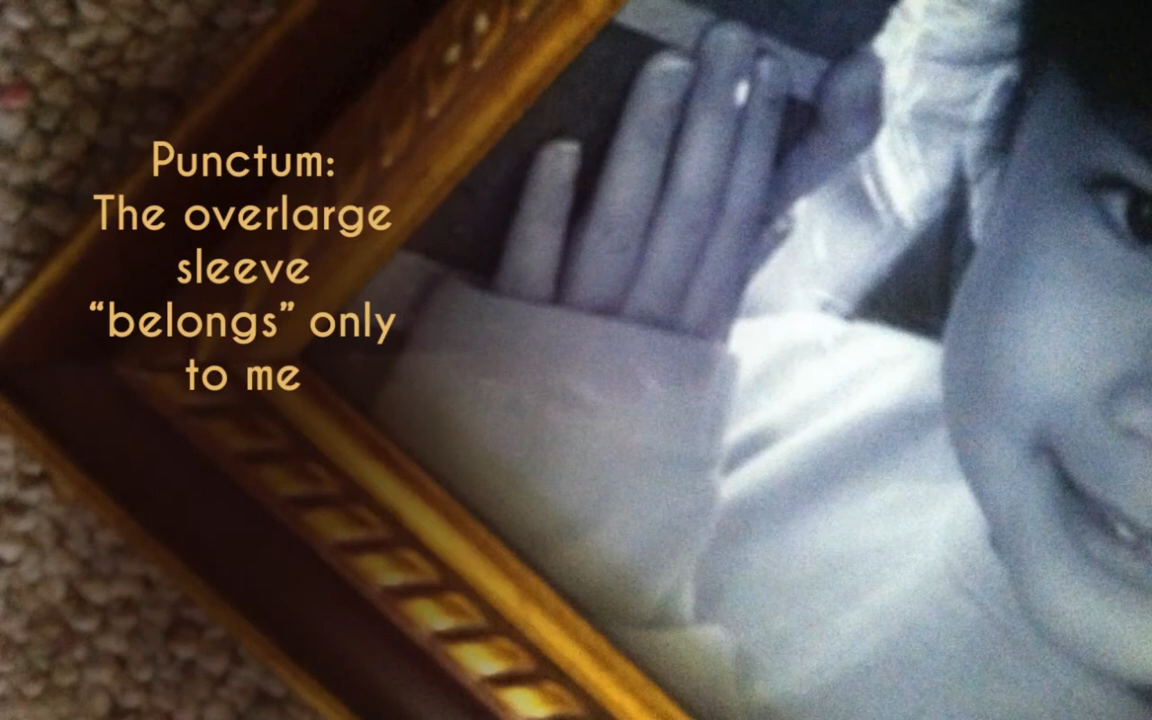 Punctum:
The overlarge
sleeve
“belongs” only
to me